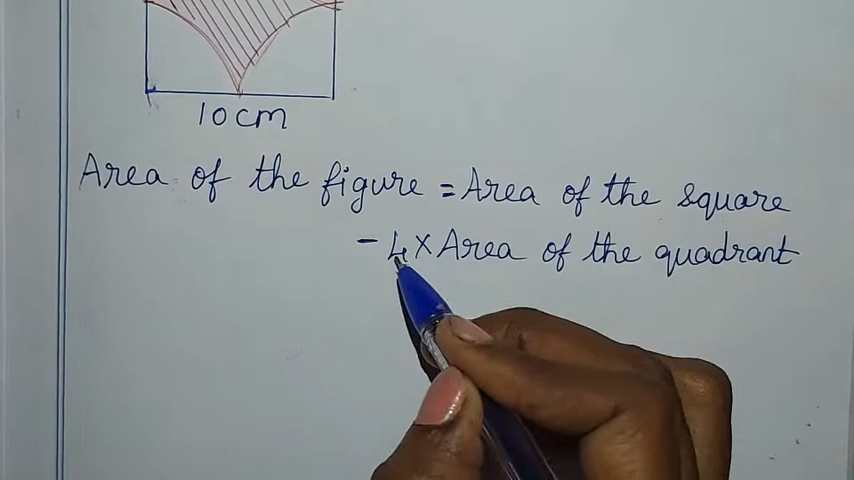 10cm
Area of the figure = Area of the square
- 4 × Area of the quadrant